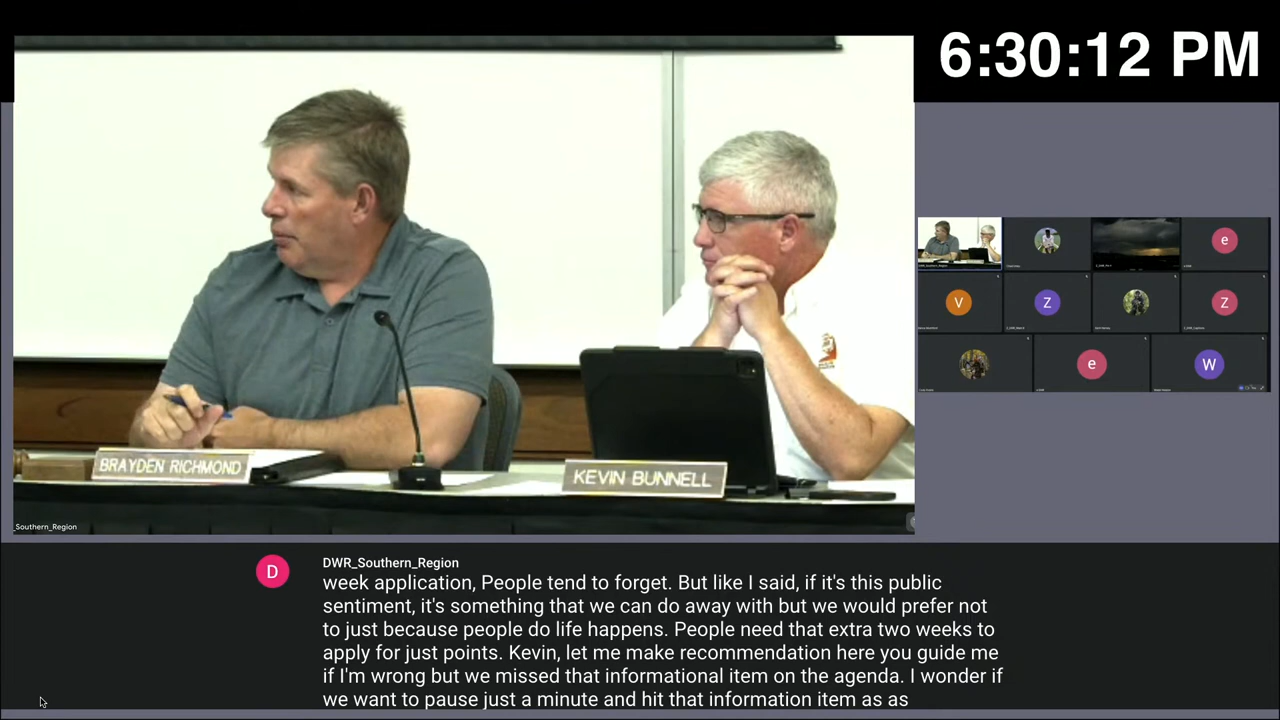 6:30:12 PM
BRAYDEN RICHMOND
KEVIN BUNNELL
_Southern_Region
e
V
Z
Z
e
W
D
DWR_Southern_Region
week application, People tend to forget. But like I said, if it's this public
sentiment, it's something that we can do away with but we would prefer not
to just because people do life happens. People need that extra two weeks to
apply for just points. Kevin, let me make recommendation here you guide me
if I'm wrong but we missed that informational item on the agenda. I wonder if
we want to pause just a minute and hit that information item as as